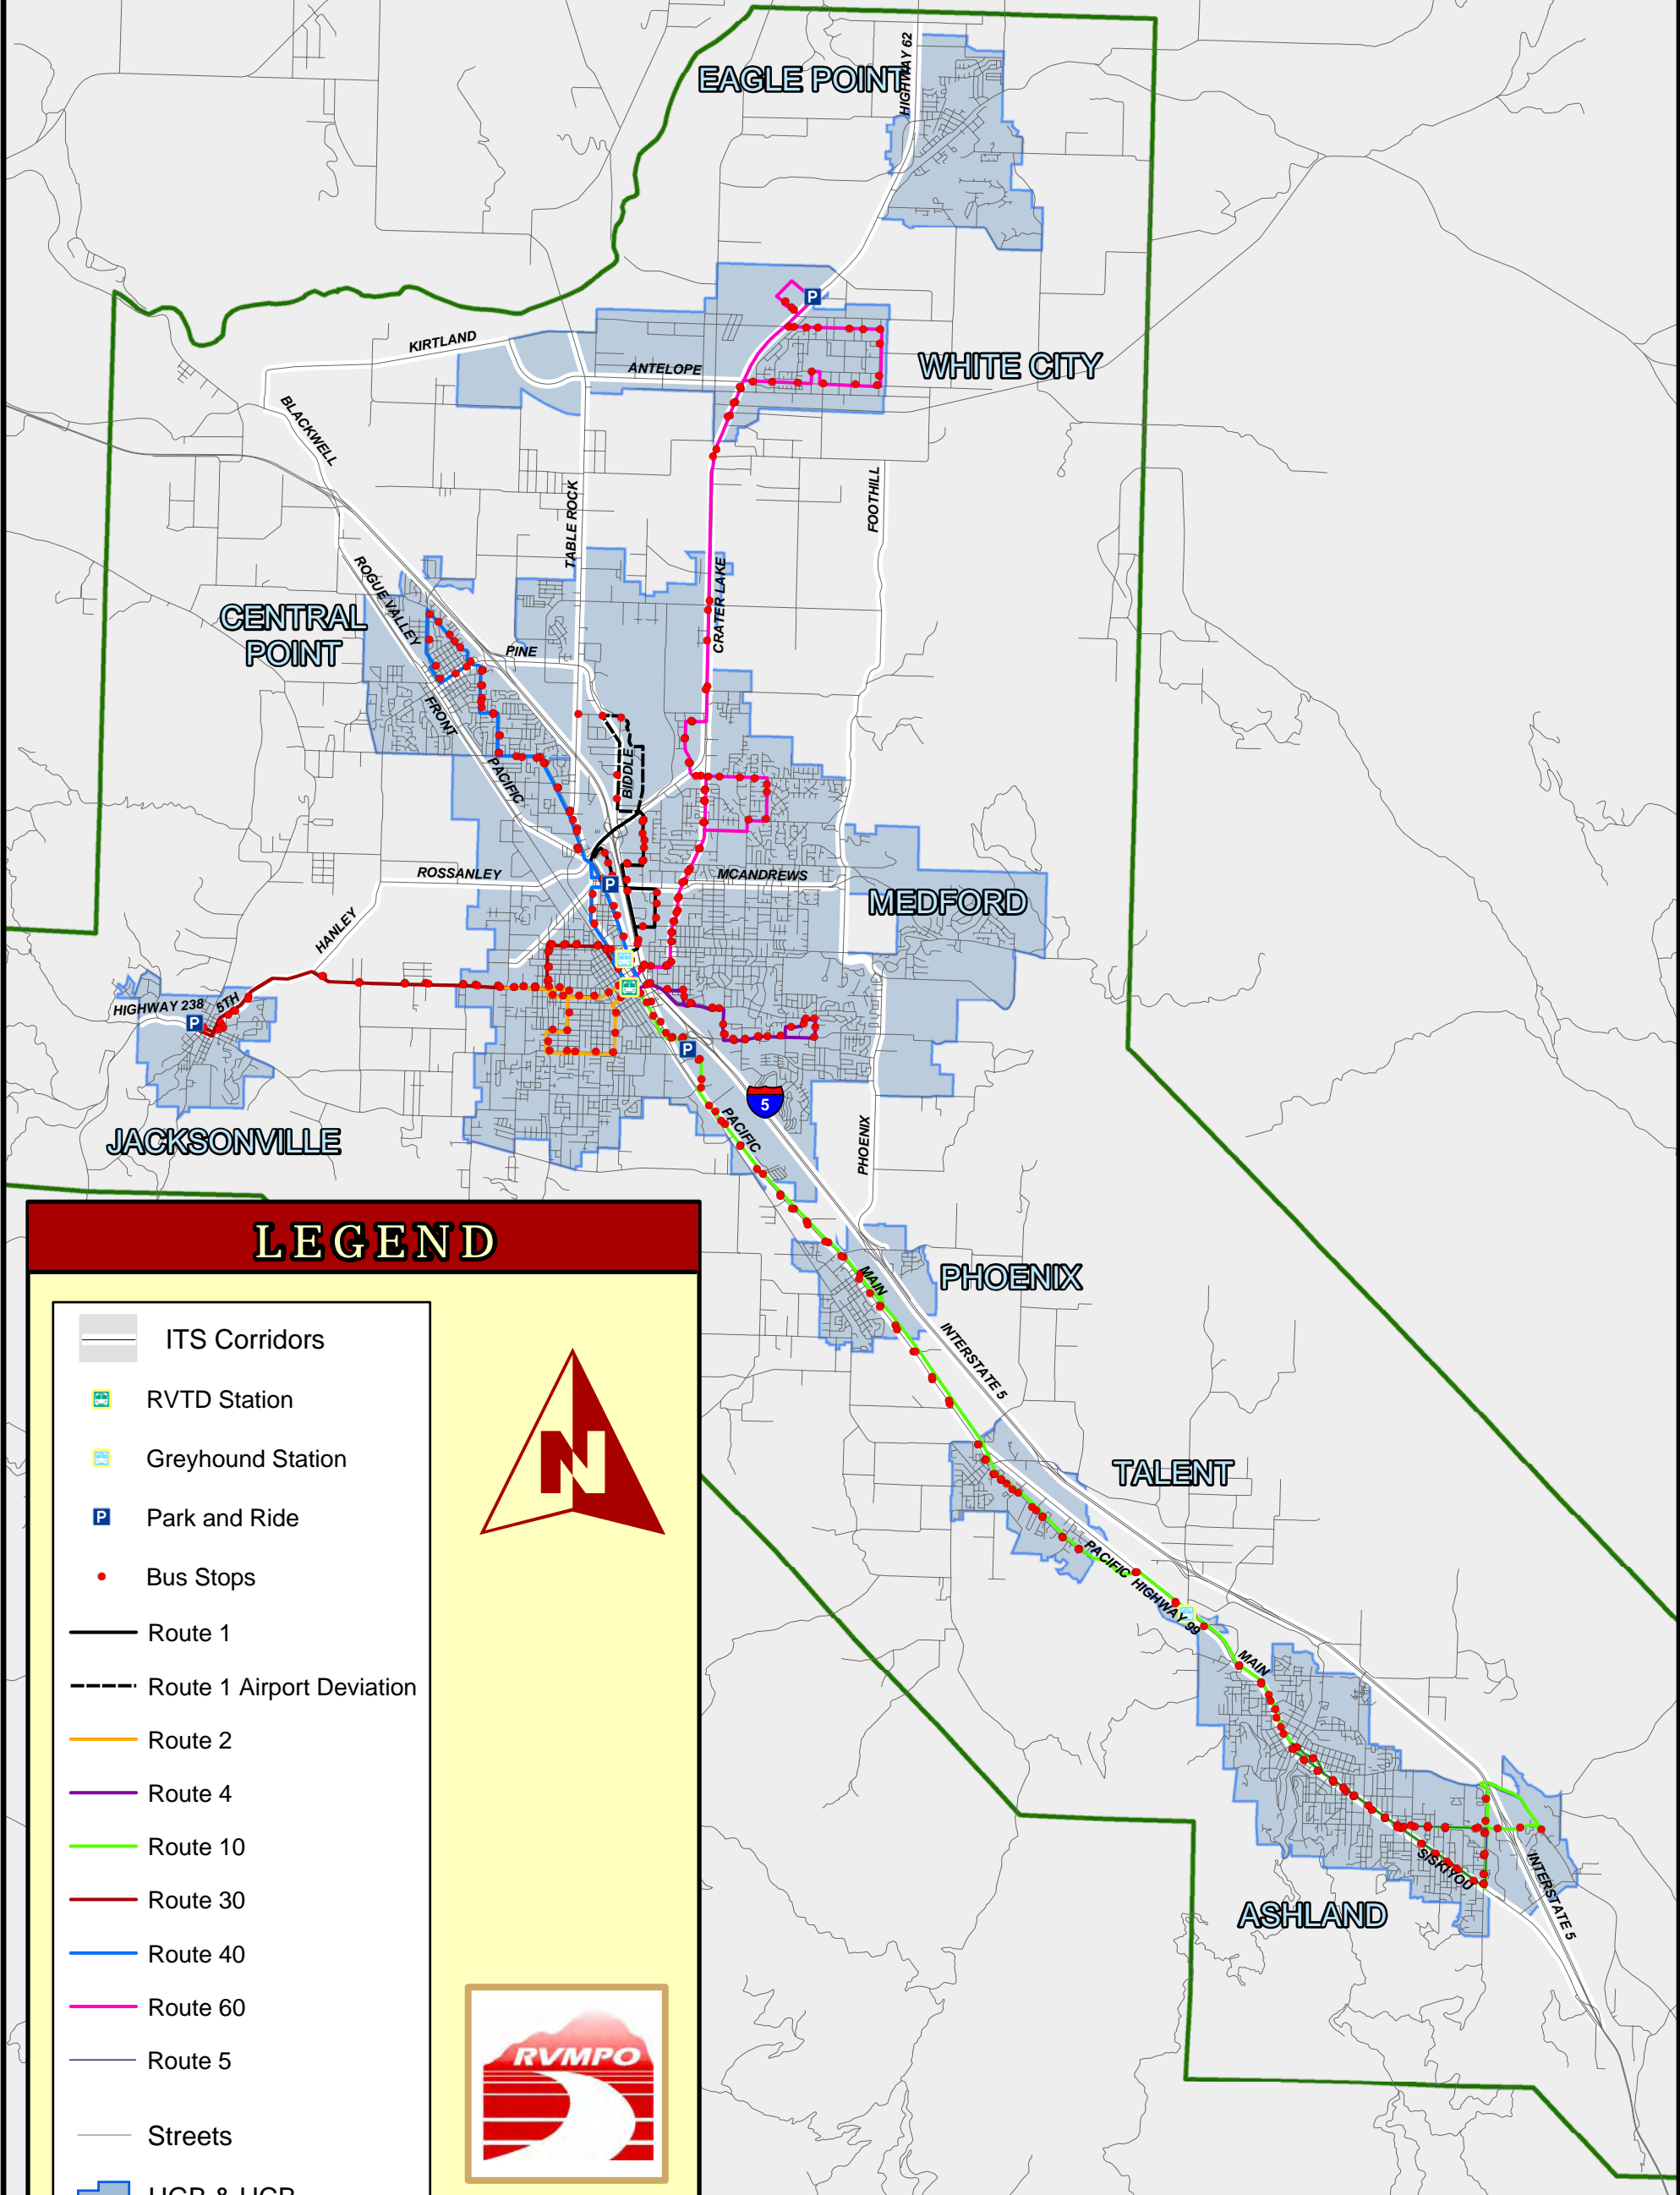 EAGLE POINT
HIGHWAY 62
WHITE CITY
KIRTLAND
ANTELOPE
BLACKWELL
TABLE ROCK
FOOTHILL
CRATER LAKE
ROGUE VALLEY
CENTRAL
POINT
PINE
FRONT
PACIFIC
BIDDLE
ROSSANLEY
MCANDREWS
MEDFORD
HANLEY
HIGHWAY 238
5TH
P
P
P
P
JACKSONVILLE
5
PACIFIC
PHOENIX
PHOENIX
MAIN
INTERSTATE 5
TALENT
PACIFIC HIGHWAY 99
MAIN
SISKIYOU
INTERSTATE 5
ASHLAND
LEGEND
ITS Corridors
RVTD Station
Greyhound Station
P Park and Ride
Bus Stops
Route 1
Route 1 Airport Deviation
Route 2
Route 4
Route 10
Route 30
Route 40
Route 60
Route 5
Streets
N
RVMPO